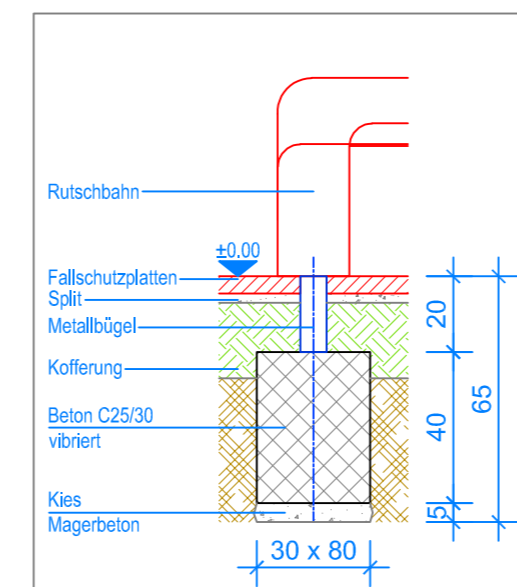 Rutschbahn
±0.00
Fallschutzplatten
Split
Metallbügel
Kofferung
Beton C25/30
vibriert
Kies
Magerbeton
20
40
5
65
30 x 80